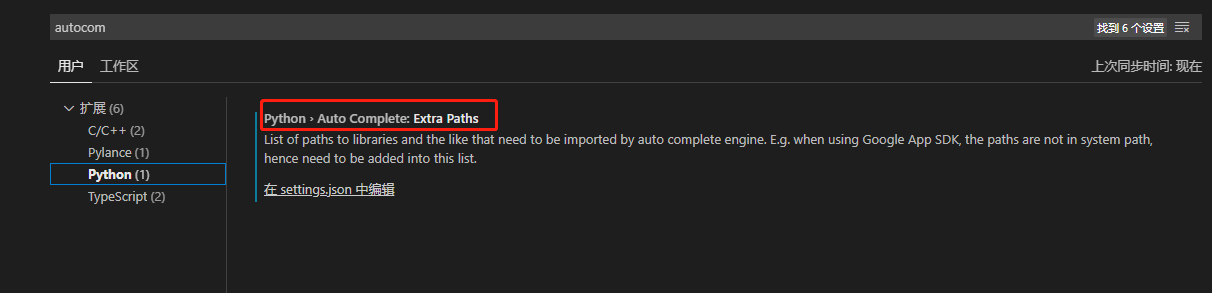 autocom
找到 6 个设置
用户 工作区
上次同步时间: 现在
扩展 (6)
C/C++ (2)
Pylance (1)
Python (1)
TypeScript (2)
Python › Auto Complete: Extra Paths
List of paths to libraries and the like that need to be imported by auto complete engine. E.g. when using Google App SDK, the paths are not in system path,
hence need to be added into this list.
在 settings.json 中编辑